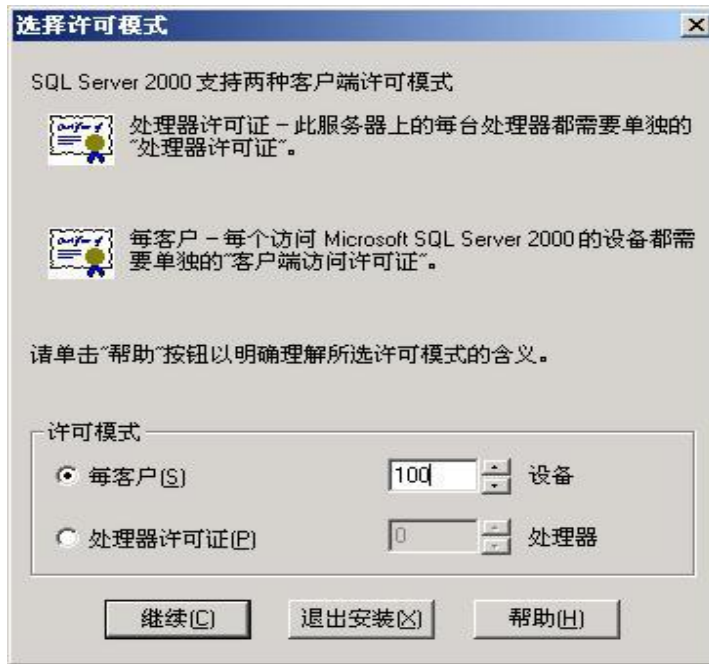 选择许可模式
SQL Server 2000 支持两种客户端许可模式
处理器许可证 - 此服务器上的每台处理器都需要单独的
"处理器许可证"。
每客户 - 每个访问 Microsoft SQL Server 2000 的设备都需
要单独的"客户端访问许可证"。
请单击"帮助"按钮以明确理解所选许可模式的含义。
许可模式
每客户(S) 100 设备
处理器许可证(P) 0 处理器
继续(C) 退出安装(X) 帮助(H)